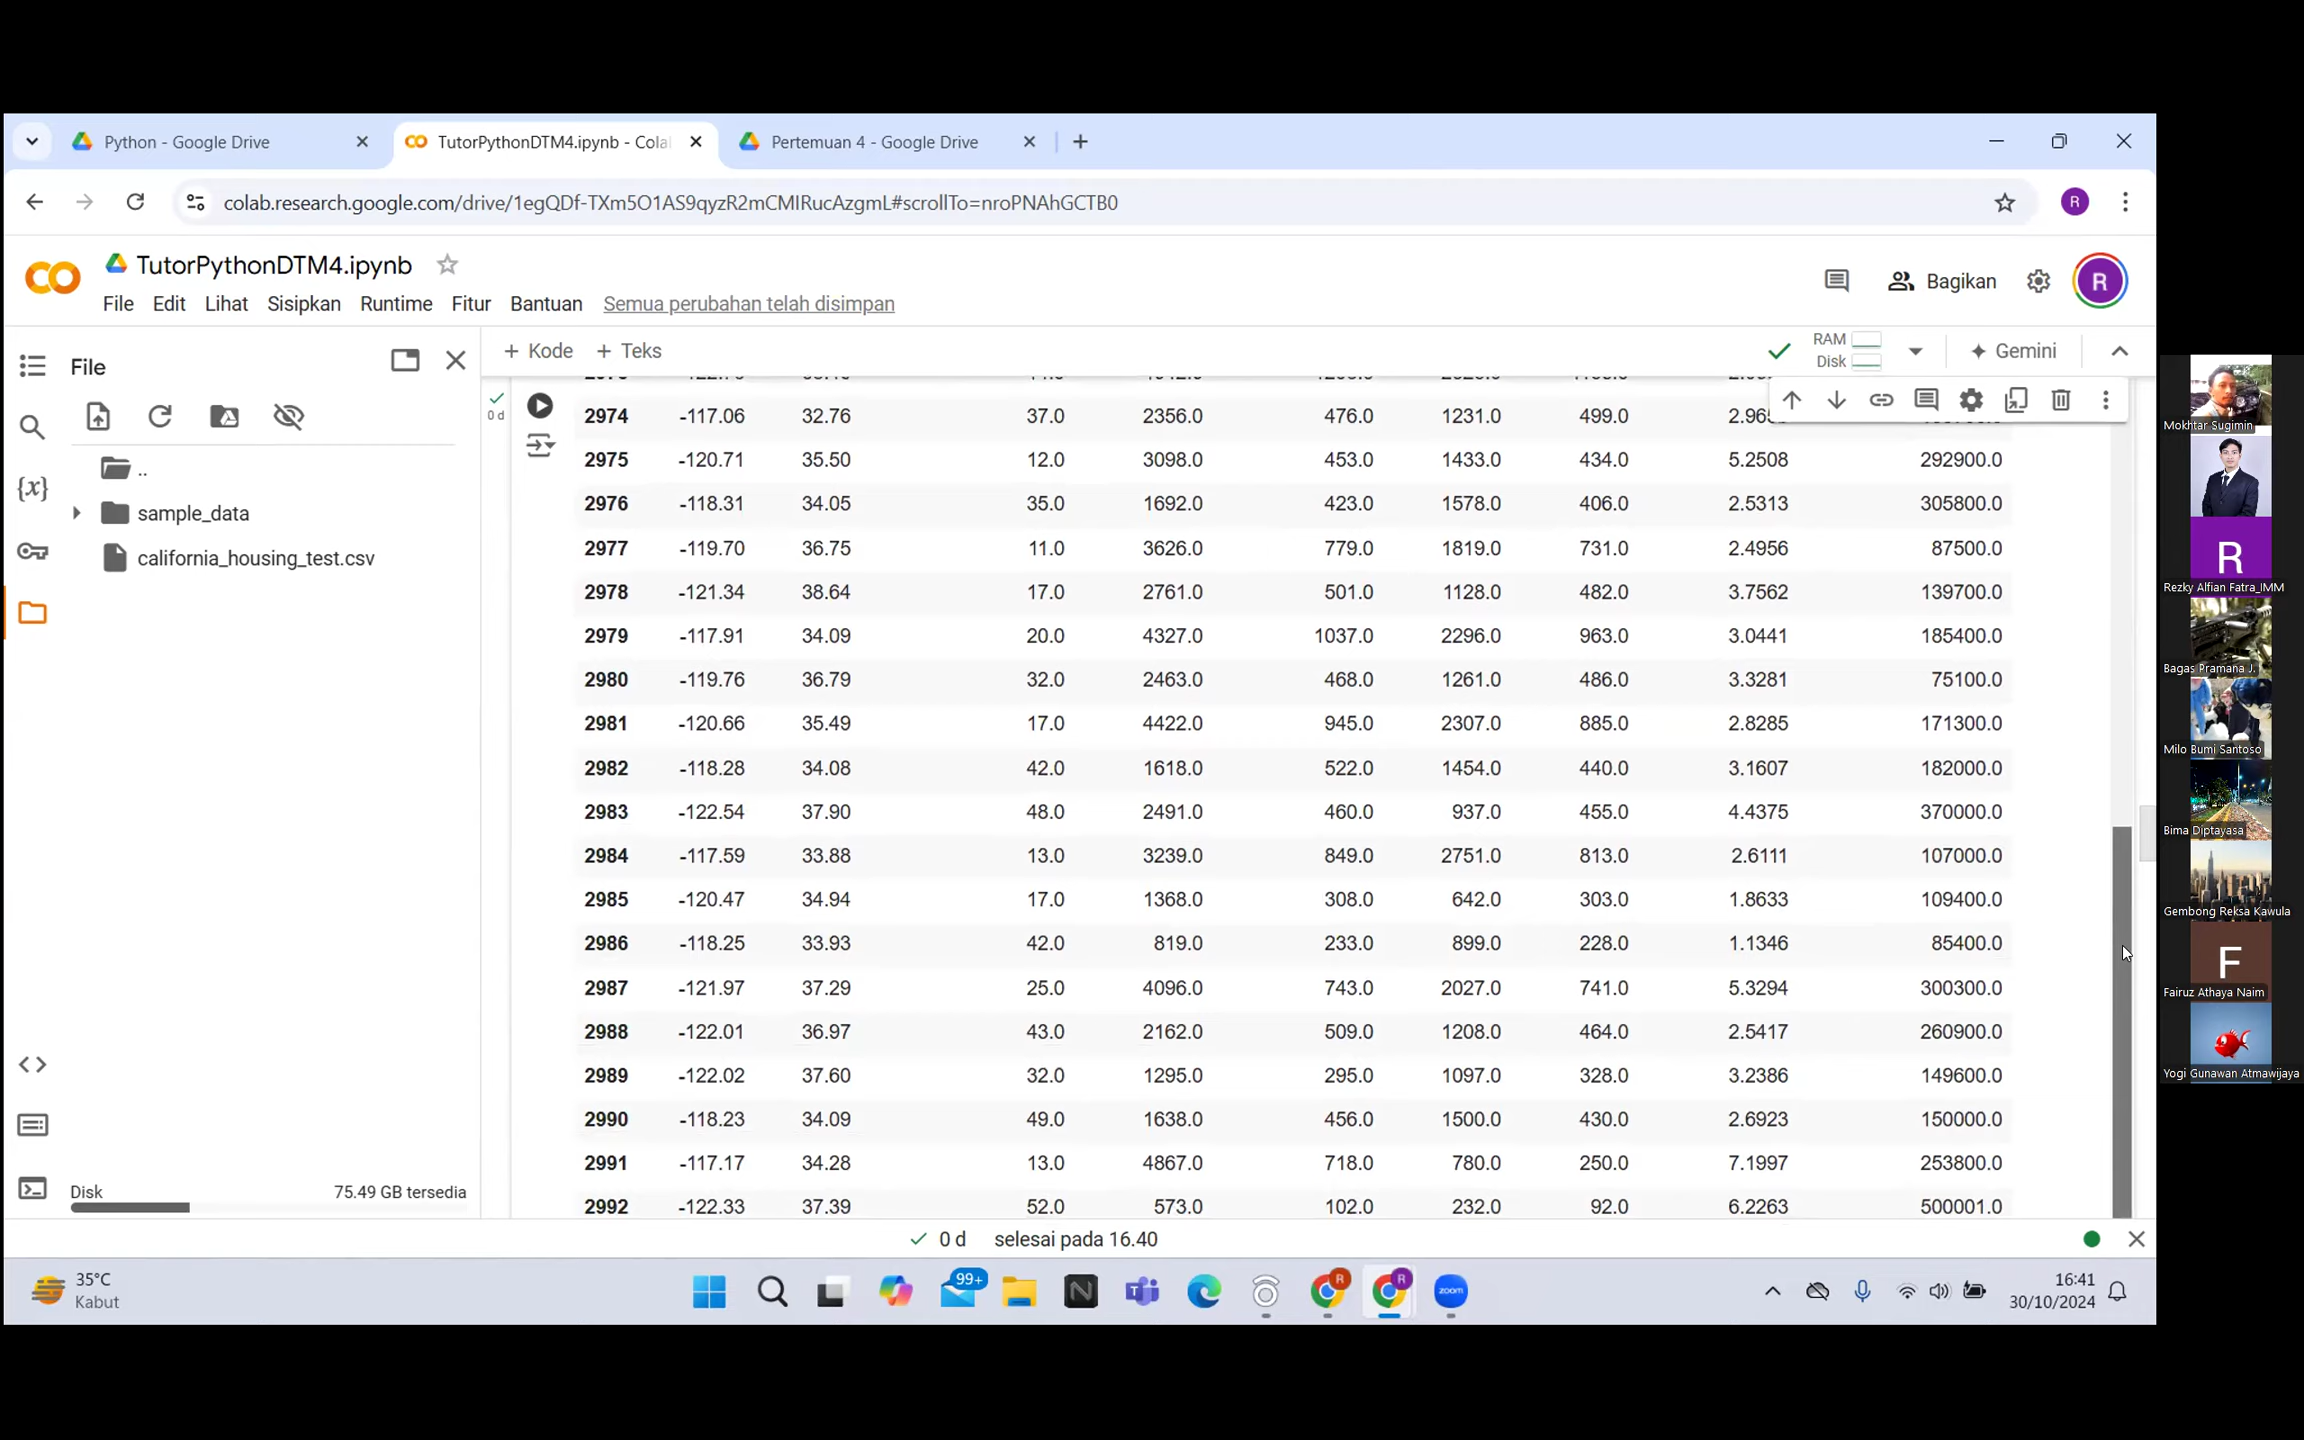 Python - Google Drive
TutorPythonDTM4.ipynb - Cola
Pertemuan 4 - Google Drive
colab.research.google.com/drive/1egQDf-TXm5O1AS9qyzR2mCMIRucAzgmL#scrollTo=nroPNAhGCTB0
R
TutorPythonDTM4.ipynb
Bagikan
R
File Edit Lihat Sisipkan Runtime Fitur Bantuan Semua perubahan telah disimpan
File
+ Kode + Teks
RAM
Disk
Gemini
..
sample_data
california_housing_test.csv
0 d
2974 -117.06 32.76 37.0 2356.0 476.0 1231.0 499.0
2975 -120.71 35.50 12.0 3098.0 453.0 1433.0 434.0 5.2508 292900.0
2976 -118.31 34.05 35.0 1692.0 423.0 1578.0 406.0 2.5313 305800.0
2977 -119.70 36.75 11.0 3626.0 779.0 1819.0 731.0 2.4956 87500.0
2978 -121.34 38.64 17.0 2761.0 501.0 1128.0 482.0 3.7562 139700.0
2979 -117.91 34.09 20.0 4327.0 1037.0 2296.0 963.0 3.0441 185400.0
2980 -119.76 36.79 32.0 2463.0 468.0 1261.0 486.0 3.3281 75100.0
2981 -120.66 35.49 17.0 4422.0 945.0 2307.0 885.0 2.8285 171300.0
2982 -118.28 34.08 42.0 1618.0 522.0 1454.0 440.0 3.1607 182000.0
2983 -122.54 37.90 48.0 2491.0 460.0 937.0 455.0 4.4375 370000.0
2984 -117.59 33.88 13.0 3239.0 849.0 2751.0 813.0 2.6111 107000.0
2985 -120.47 34.94 17.0 1368.0 308.0 642.0 303.0 1.8633 109400.0
2986 -118.25 33.93 42.0 819.0 233.0 899.0 228.0 1.1346 85400.0
2987 -121.97 37.29 25.0 4096.0 743.0 2027.0 741.0 5.3294 300300.0
2988 -122.01 36.97 43.0 2162.0 509.0 1208.0 464.0 2.5417 260900.0
2989 -122.02 37.60 32.0 1295.0 295.0 1097.0 328.0 3.2386 149600.0
2990 -118.23 34.09 49.0 1638.0 456.0 1500.0 430.0 2.6923 150000.0
2991 -117.17 34.28 13.0 4867.0 718.0 780.0 250.0 7.1997 253800.0
2992 -122.33 37.39 52.0 573.0 102.0 232.0 92.0 6.2263 500001.0
Disk 75.49 GB tersedia
0 d selesai pada 16.40
35°C
Kabut
99+
R
R
zoom
16:41
30/10/2024
Mokhtar Sugimin
R
Rezky Alfian Fatra_IMM
Bagas Pramana J.
Milo Bumi Santoso
Bima Diptayasa
Gembong Reksa Kawula
F
Fairuz Athaya Naim
Yogi Gunawan Atmawijaya